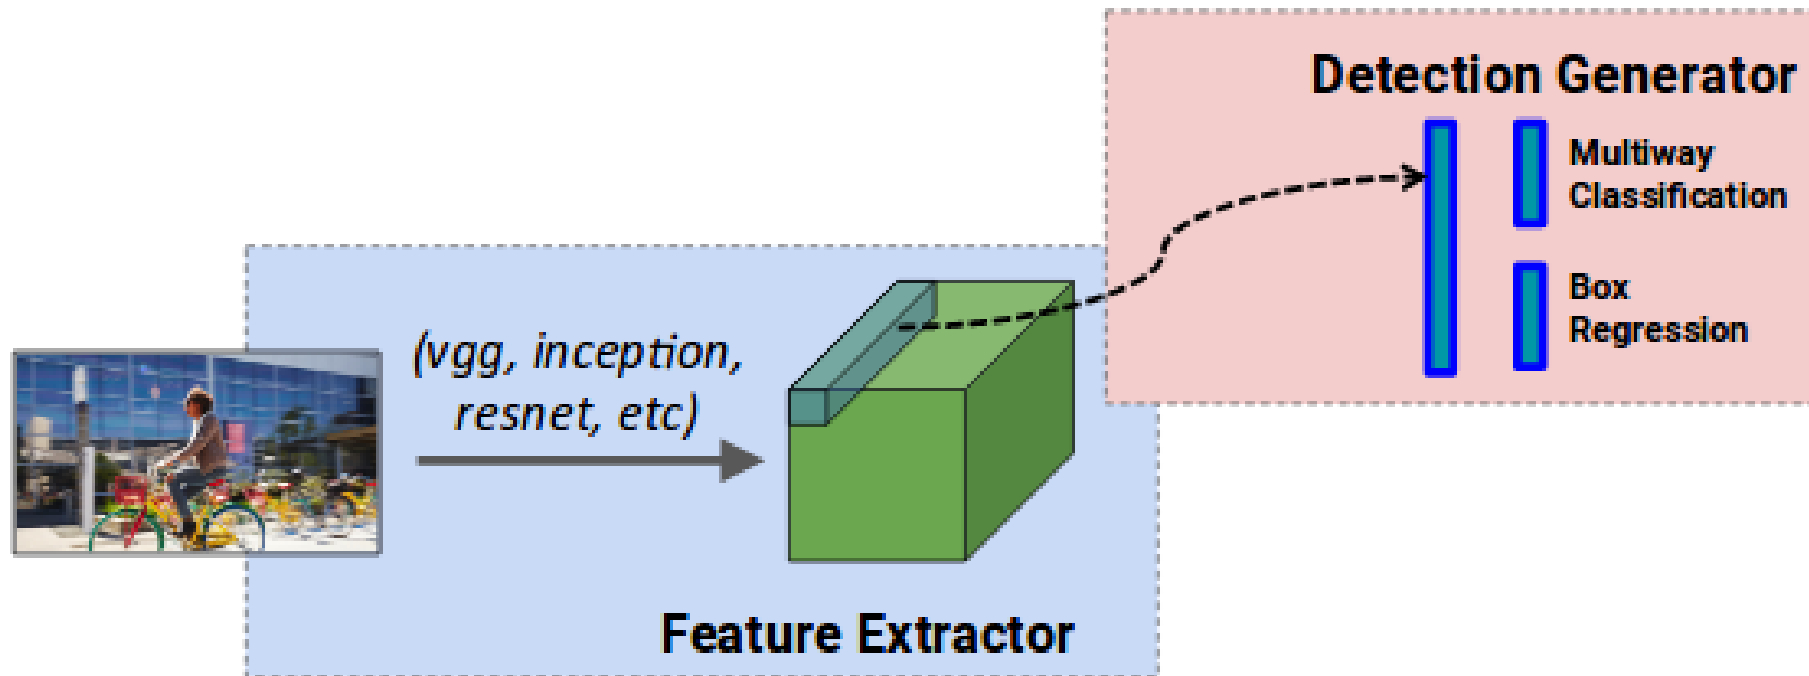 Detection Generator
Multiway
Classification
Box
Regression
(vgg, inception,
resnet, etc)
Feature Extractor